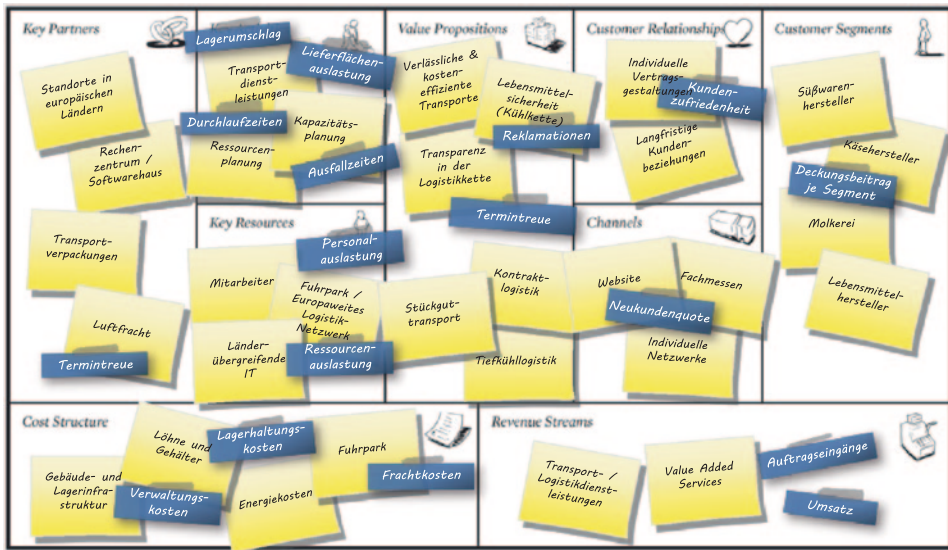 Key Partners
Standorte in
europäischen
Ländern
Rechen-
zentrum /
Softwarehaus
Transport-
verpackungen
Luftfracht
Termintreue
Lagerumschlag
Lieferflächen-
auslastung
Transport-
dienst-
leistungen
Durchlaufzeiten
Kapazitäts-
planung
Ressourcen-
planung
Ausfallzeiten
Key Resources
Personal-
auslastung
Mitarbeiter
Fuhrpark /
Europaweites
Logistik-
Netzwerk
Länder-
übergreifende
IT
Ressourcen-
auslastung
Value Propositions
Verlässliche &
kosten-
effiziente
Transporte
Lebensmittel-
sicherheit
(Kühlkette)
Reklamationen
Transparenz
in der
Logistikkette
Termintreue
Kontrakt-
logistik
Stückgut-
transport
Tiefkühllogistik
Customer Relationships
Individuelle
Vertrags-
gestaltungen
Kunden-
zufriedenheit
Langfristige
Kunden-
beziehungen
Channels
Website
Fachmessen
Neukundenquote
Individuelle
Netzwerke
Customer Segments
Süßwaren-
hersteller
Käsehersteller
Deckungsbeitrag
je Segment
Molkerei
Lebensmittel-
hersteller
Cost Structure
Löhne und
Gehälter
Lagerhaltungs-
kosten
Fuhrpark
Frachtkosten
Gebäude- und
Lagerinfra-
struktur
Verwaltungs-
kosten
Energiekosten
Revenue Streams
Transport- /
Logistikdienst-
leistungen
Value Added
Services
Auftragseingänge
Umsatz